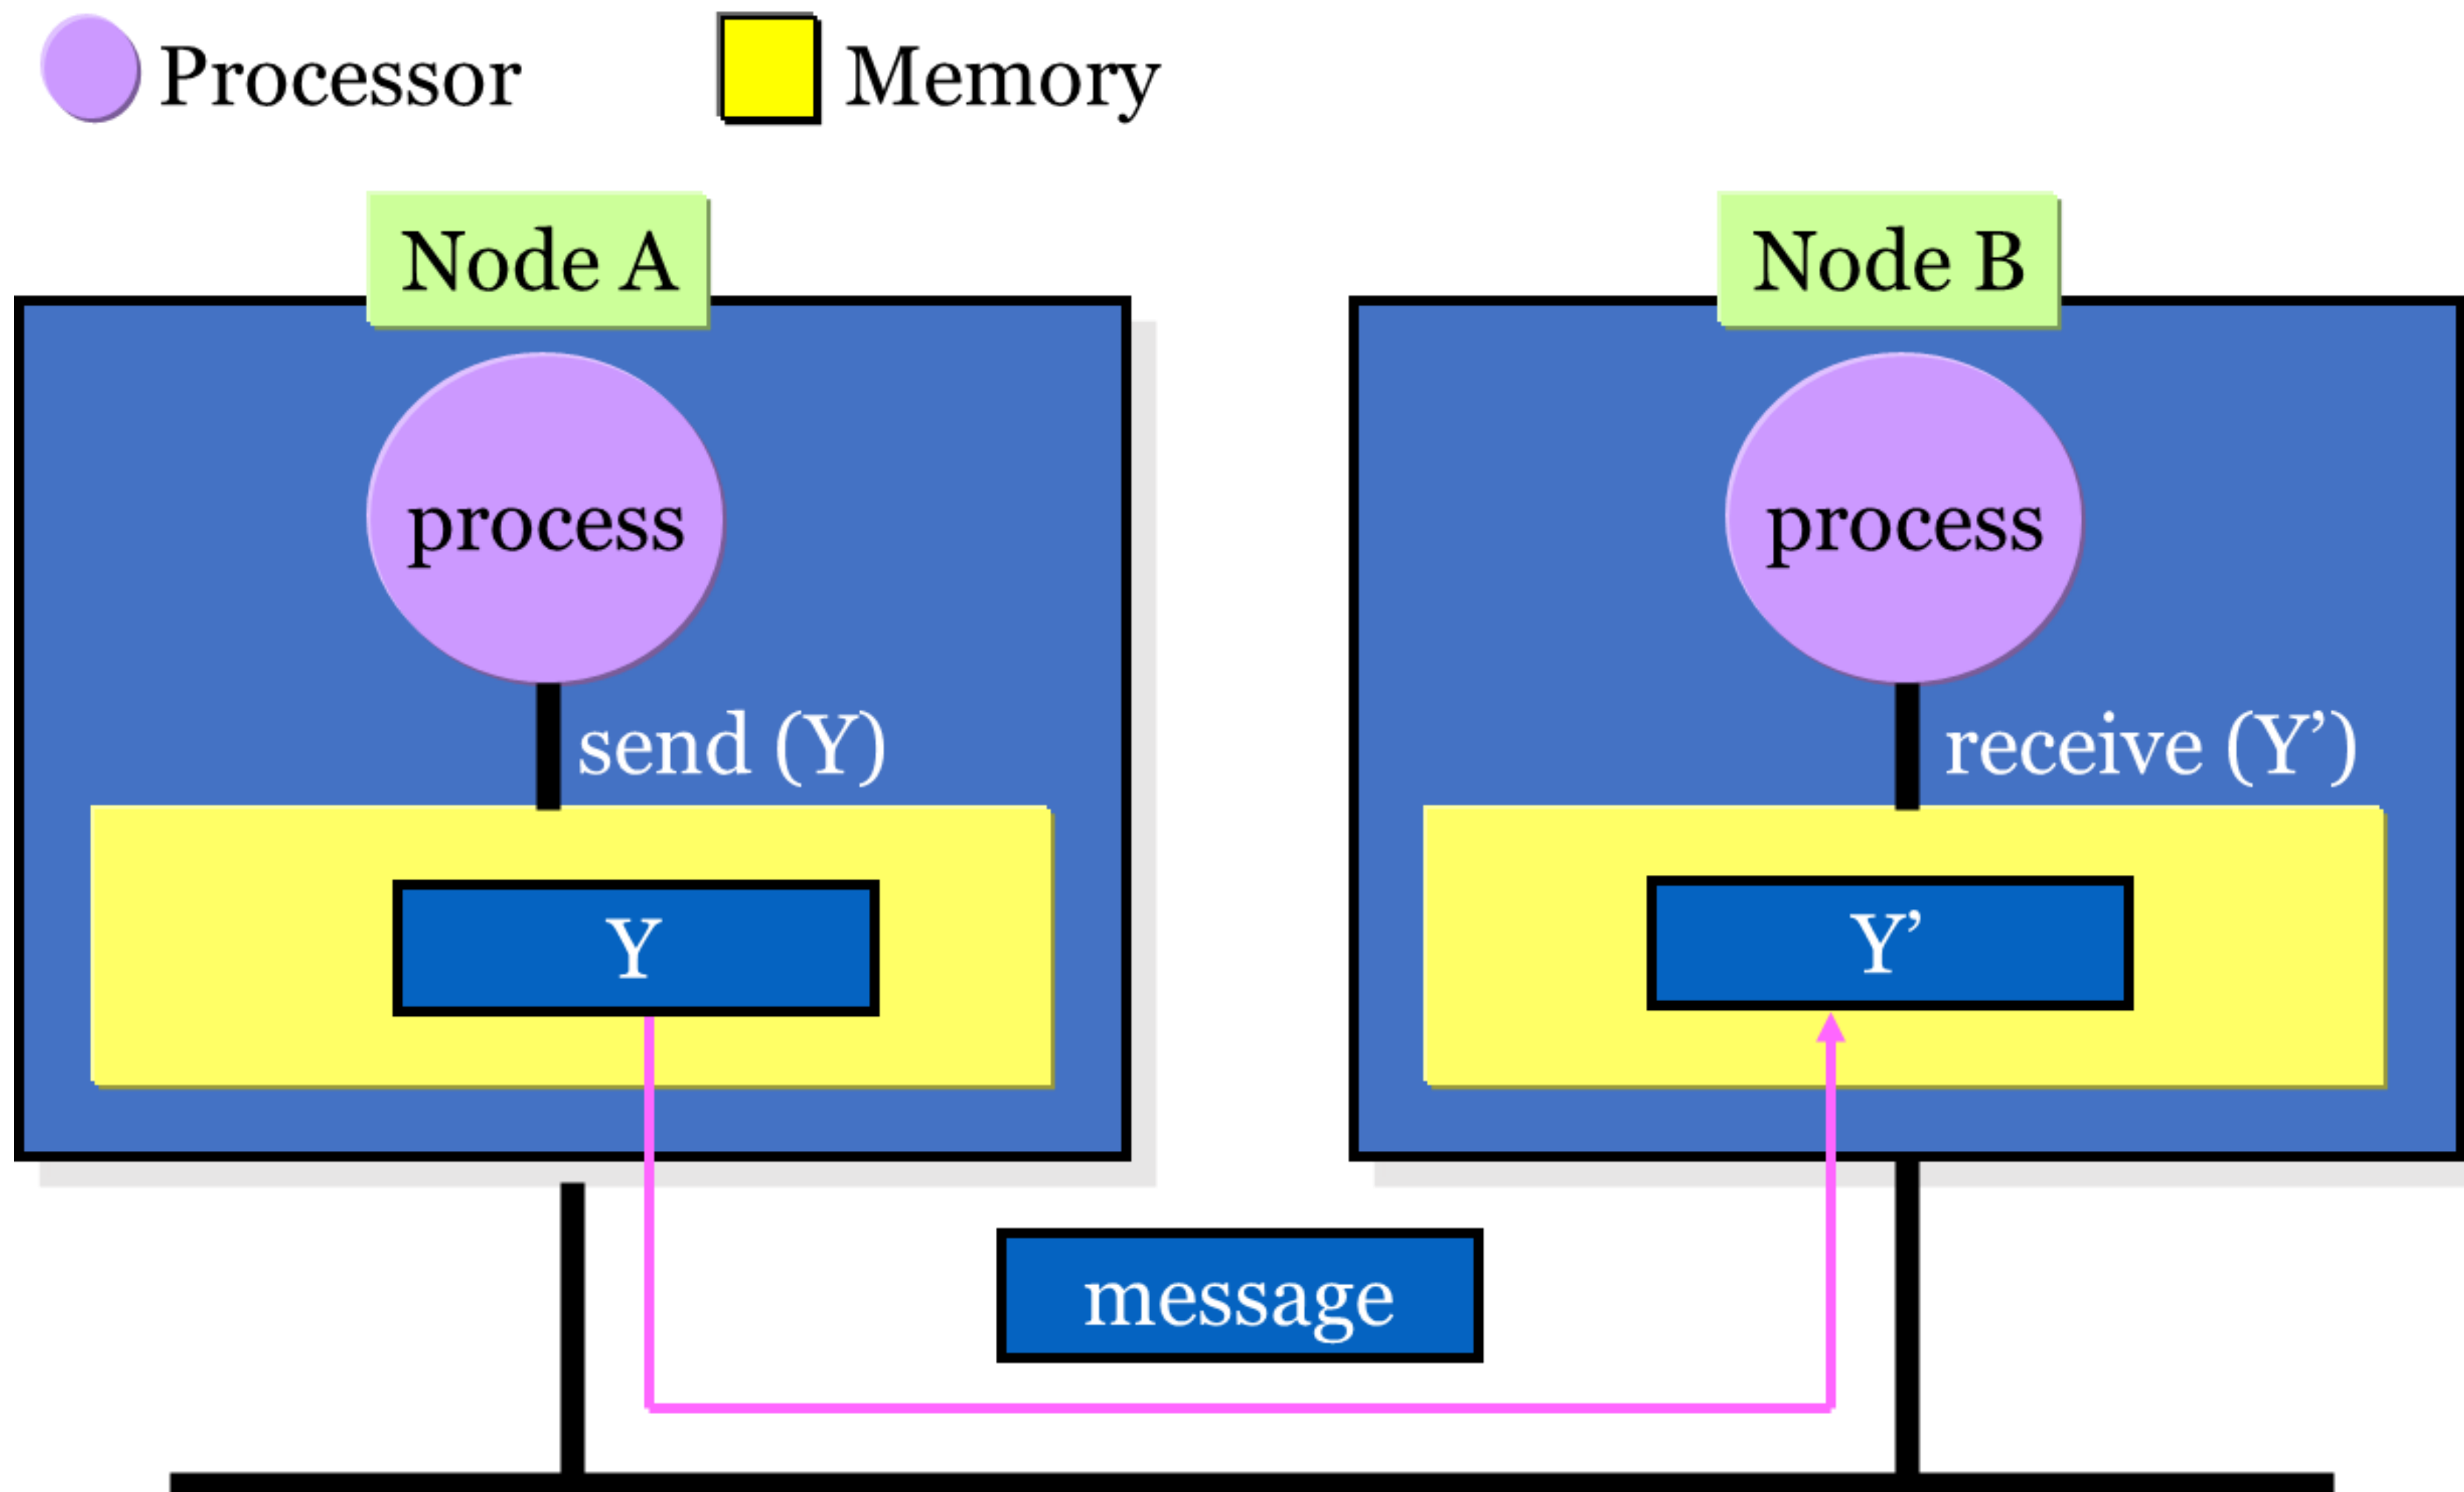 Processor
Memory
Node A
Node B
process
process
send (Y)
receive (Y’)
Y
Y’
message